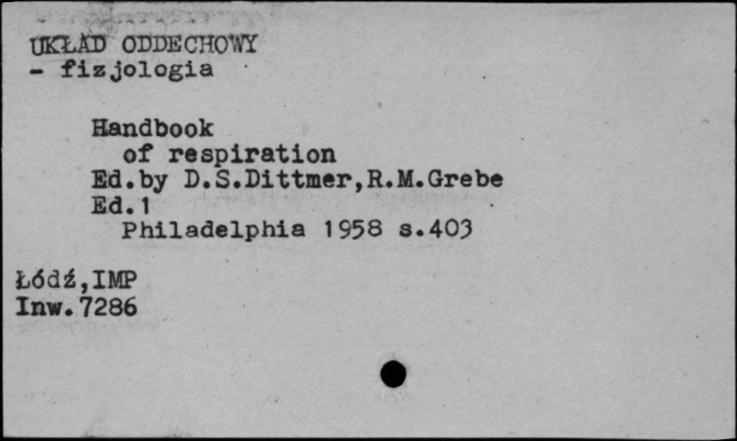 UKŁAD ODDECHOWY
- fizjologia
Handbook
of respiration
Ed.by D.S.Dittmer,R.M.Grebe
Ed.1
Philadelphia 1958 s.403
Łódź,IMP
Inw.7286